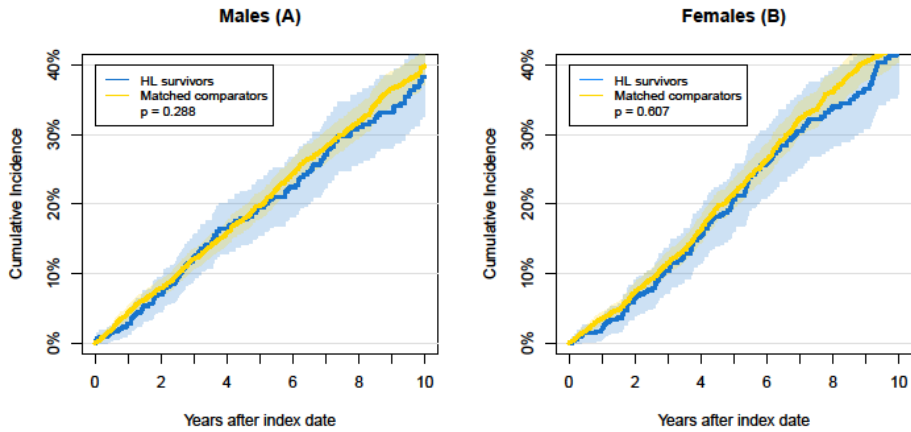 Males (A)
Cumulative Incidence
40%
30%
20%
10%
0%
HL survivors
Matched comparators
p = 0.288
0 2 4 6 8 10
Years after index date
Females (B)
Cumulative Incidence
40%
30%
20%
10%
0%
HL survivors
Matched comparators
p = 0.607
0 2 4 6 8 10
Years after index date